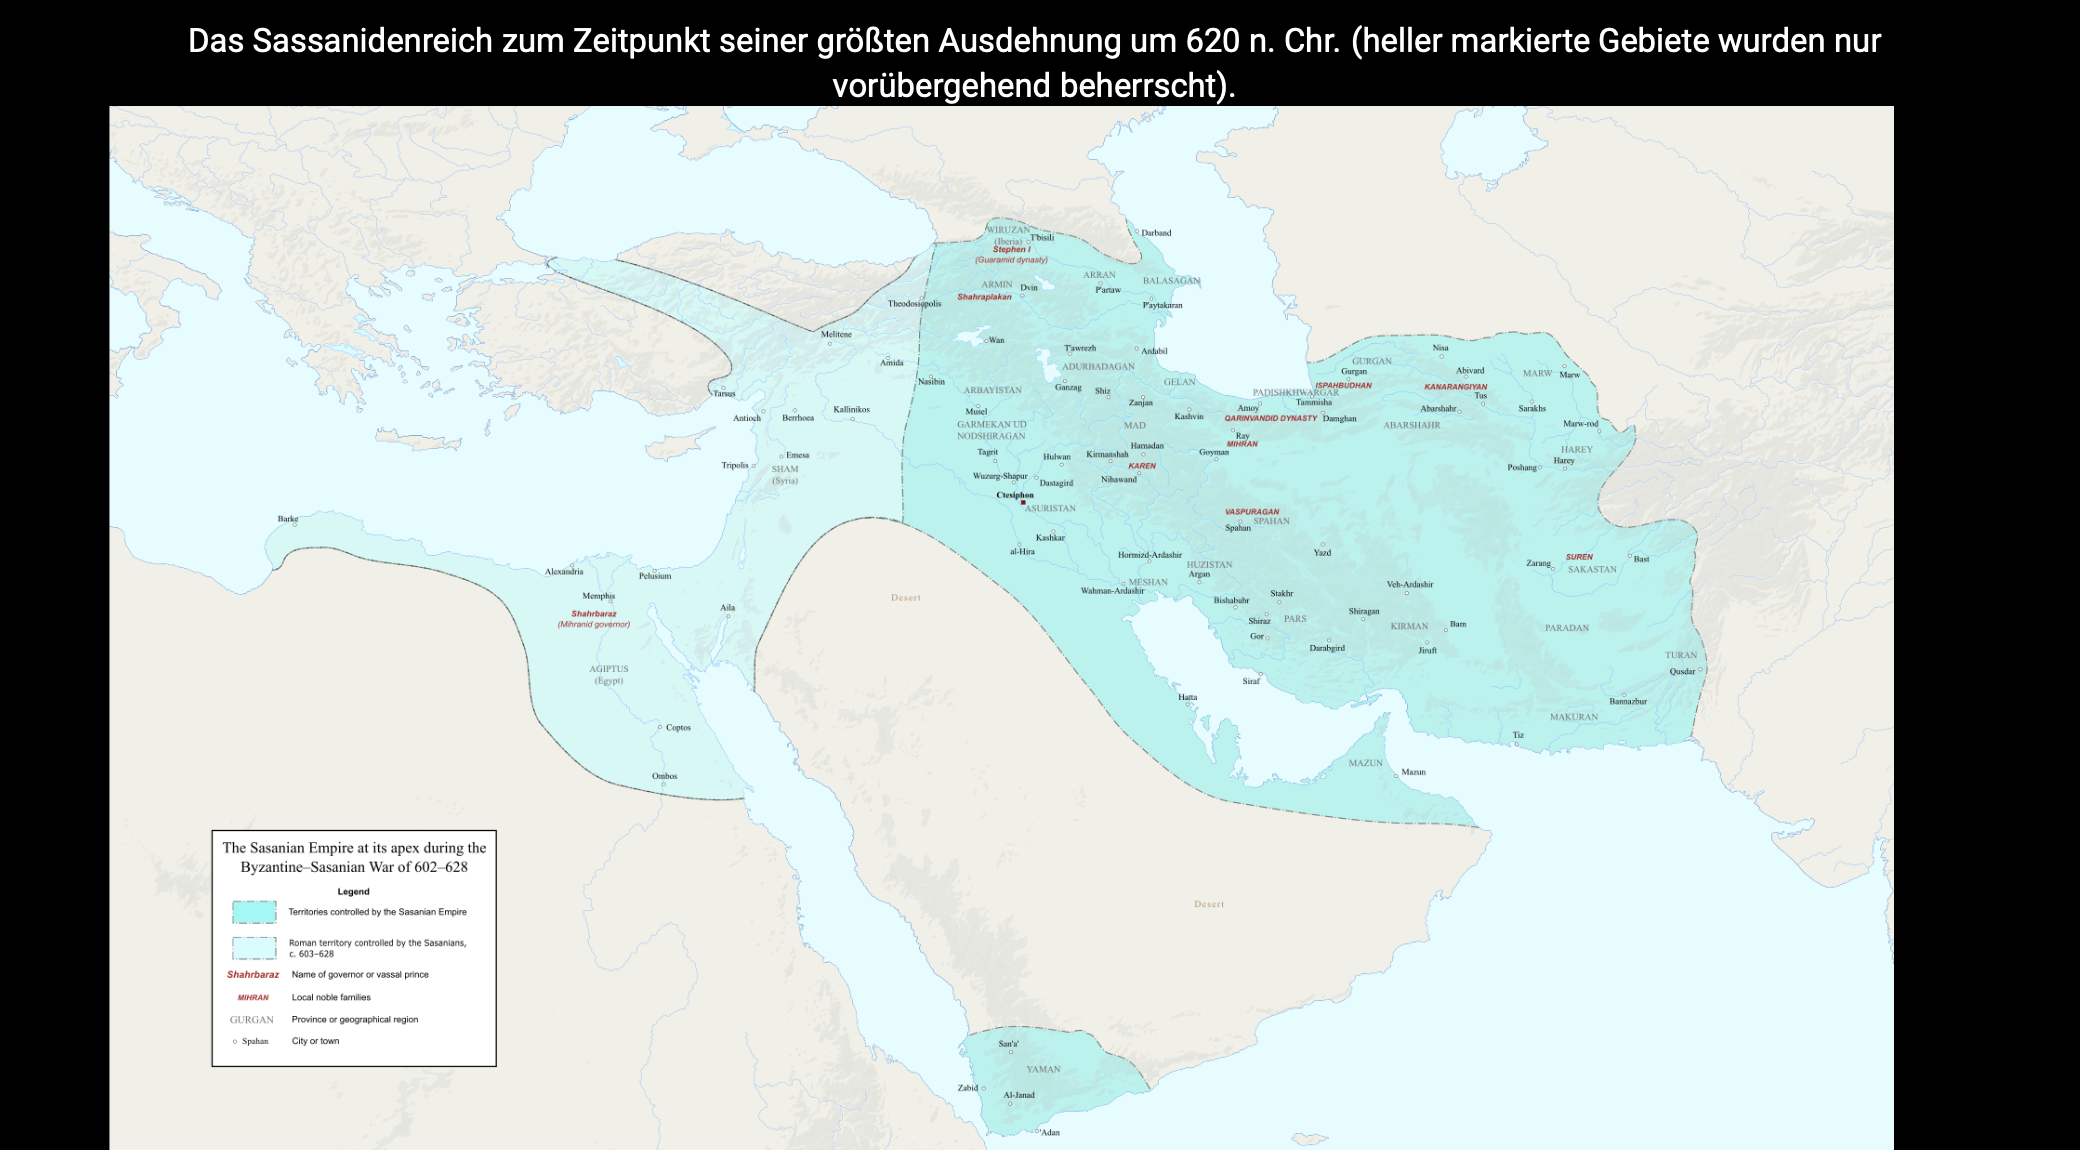 Das Sassanidenreich zum Zeitpunkt seiner größten Ausdehnung um 620 n. Chr. (heller markierte Gebiete wurden nur
vorübergehend beherrscht).
WIRUZAN
(Iberia)
T'bisili
Stephen I
(Guaramid dynasty)
Darband
ARRAN
BALASAGAN
ARMIN
Dvin
P'artaw
Shahraplakan
Theodosiopolis
P'aytakaran
Melitene
Wan
T'awrezh
Ardabil
Nisa
Amida
ADURBADAGAN
GURGAN
Gurgan
Abivard
MARW
Marw
Nasibin
ARBAYISTAN
Ganzag
Shiz
GELAN
ISPAHBUDHAN
KANARANGIYAN
Tarsus
PADISHKHWARGAR
Tus
Zanjan
Tammisha
Antioch
Berrhoea
Kallinikos
Musel
Kashvin
Amoy
Abarshahr
Sarakhs
QARINVANDID DYNASTY
Damghan
GARMEKAN UD
NODSHIRAGAN
MAD
ABARSHAHR
Marw-rod
Ray
MIHRAN
Hamadan
HAREY
Tagrit
Hulwan
Kirmanshah
Goyman
Emesa
Tripolis
SHAM
(Syria)
KAREN
Poshang
Harey
Wuzurg-Shapur
Dastagird
Nihawand
Ctesiphon
ASURISTAN
VASPURAGAN
SPAHAN
Spahan
Barke
Kashkar
al-Hira
Hormizd-Ardashir
Yazd
SUREN
Bast
Zarang
SAKASTAN
HUZISTAN
Argan
Alexandria
Pelusium
MESHAN
Wahman-Ardashir
Veh-Ardashir
Memphis
Desert
Bishabuhr
Stakhr
Aila
Shahrbaraz
(Mihranid governor)
Shiraz
PARS
Shiragan
KIRMAN
Bam
PARADAN
Gor
Darabgird
Jiruft
TURAN
AGIPTUS
(Egypt)
Qusdar
Siraf
Hatta
Bannazbur
MAKURAN
Coptos
Tiz
MAZUN
Mazun
Ombos
The Sasanian Empire at its apex during the
Byzantine–Sasanian War of 602–628
Legend
Territories controlled by the Sasanian Empire
Roman territory controlled by the Sasanians,
c. 603–628
Shahrbaraz Name of governor or vassal prince
MIHRAN Local noble families
GURGAN Province or geographical region
Spahan City or town
Desert
San'a'
YAMAN
Zabid
Al-Janad
'Adan